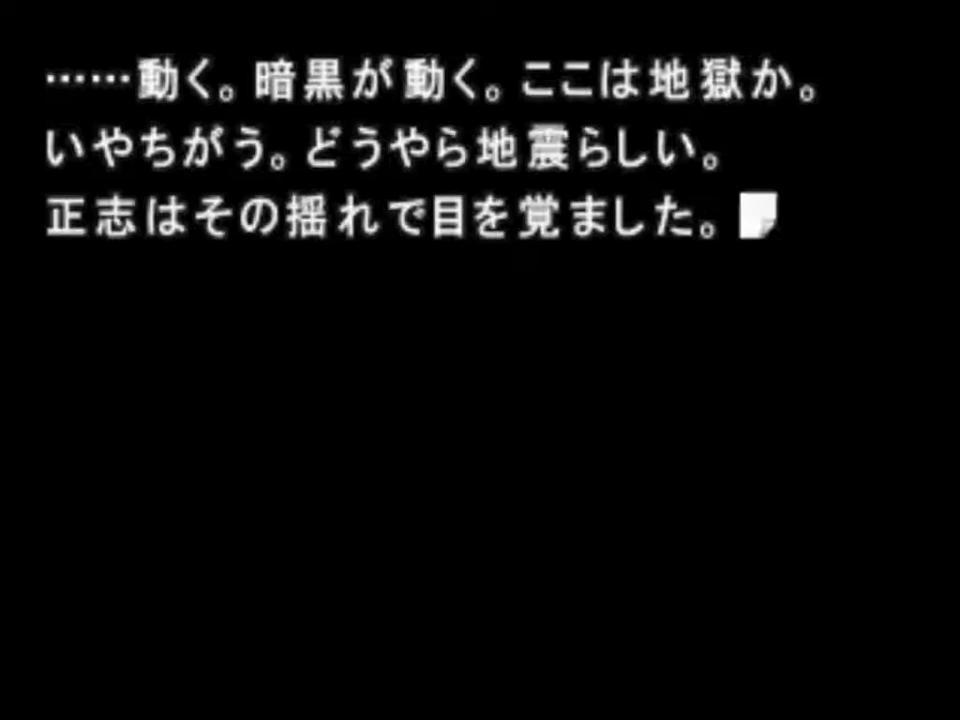 ……動く。暗黒が動く。ここは地獄か。
いやちがう。どうやら地震らしい。
正志はその揺れで目を覚ました。